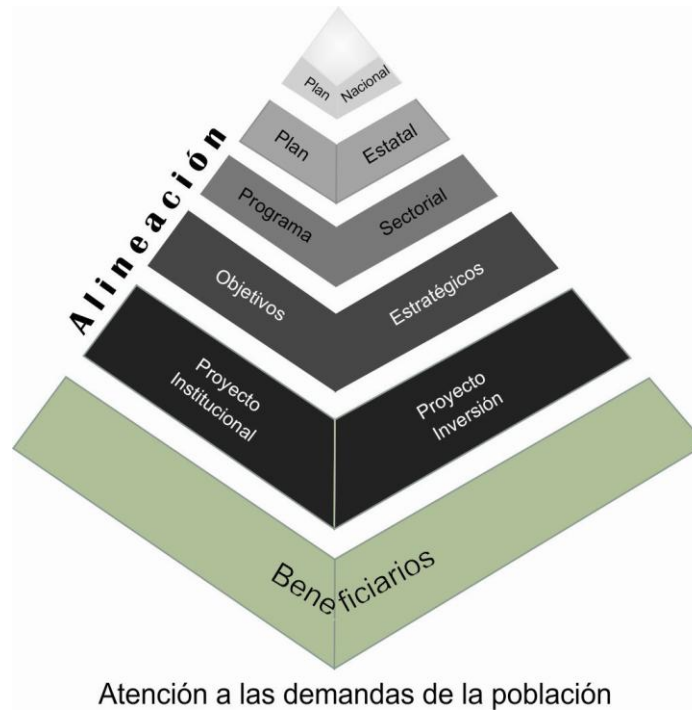 Plan Nacional
Plan Estatal
Alineación
Programa Sectorial
Objetivos Estratégicos
Proyecto
Institucional
Proyecto
Inversión
Beneficiarios
Atención a las demandas de la población